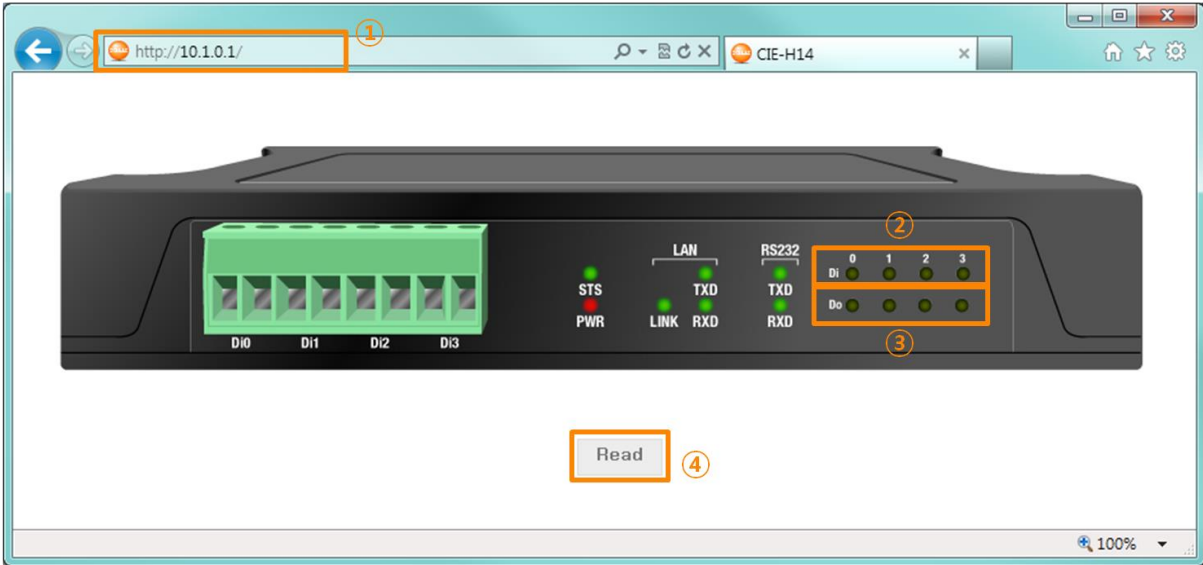 ①
http://10.1.0.1/
CIE-H14
②
LAN
RS232
0 1 2 3
Di
STS
TXD
TXD
Do
PWR
LINK RXD
RXD
③
Di0 Di1 Di2 Di3
Read
④
100%